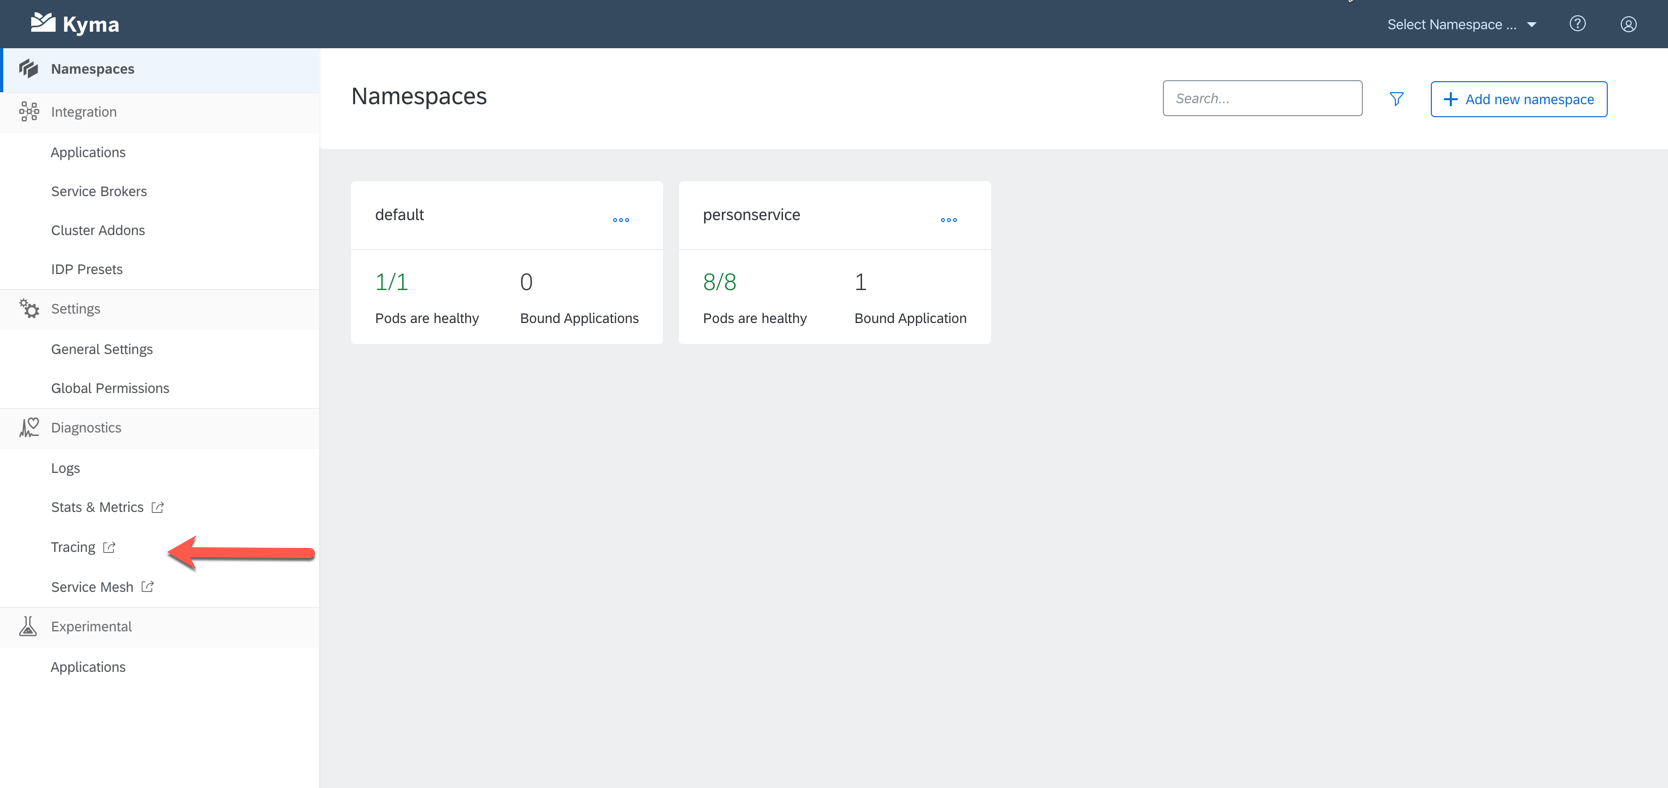 Kyma
Select Namespace ...
Namespaces
Integration
Applications
Service Brokers
Cluster Addons
IDP Presets
Settings
General Settings
Global Permissions
Diagnostics
Logs
Stats & Metrics
Tracing
Service Mesh
Experimental
Applications
Namespaces
Search...
Add new namespace
default
1/1
Pods are healthy
0
Bound Applications
personservice
8/8
Pods are healthy
1
Bound Application